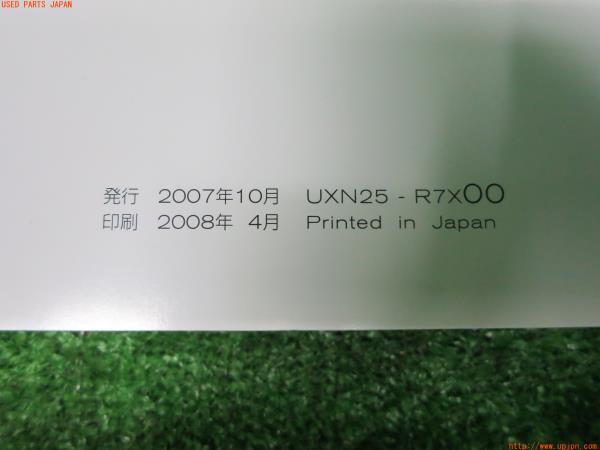 USED PARTS JAPAN
発行 2007年10月 UXN25 - R7X00
印刷 2008年 4月 Printed in Japan
http://www.upjpn.com